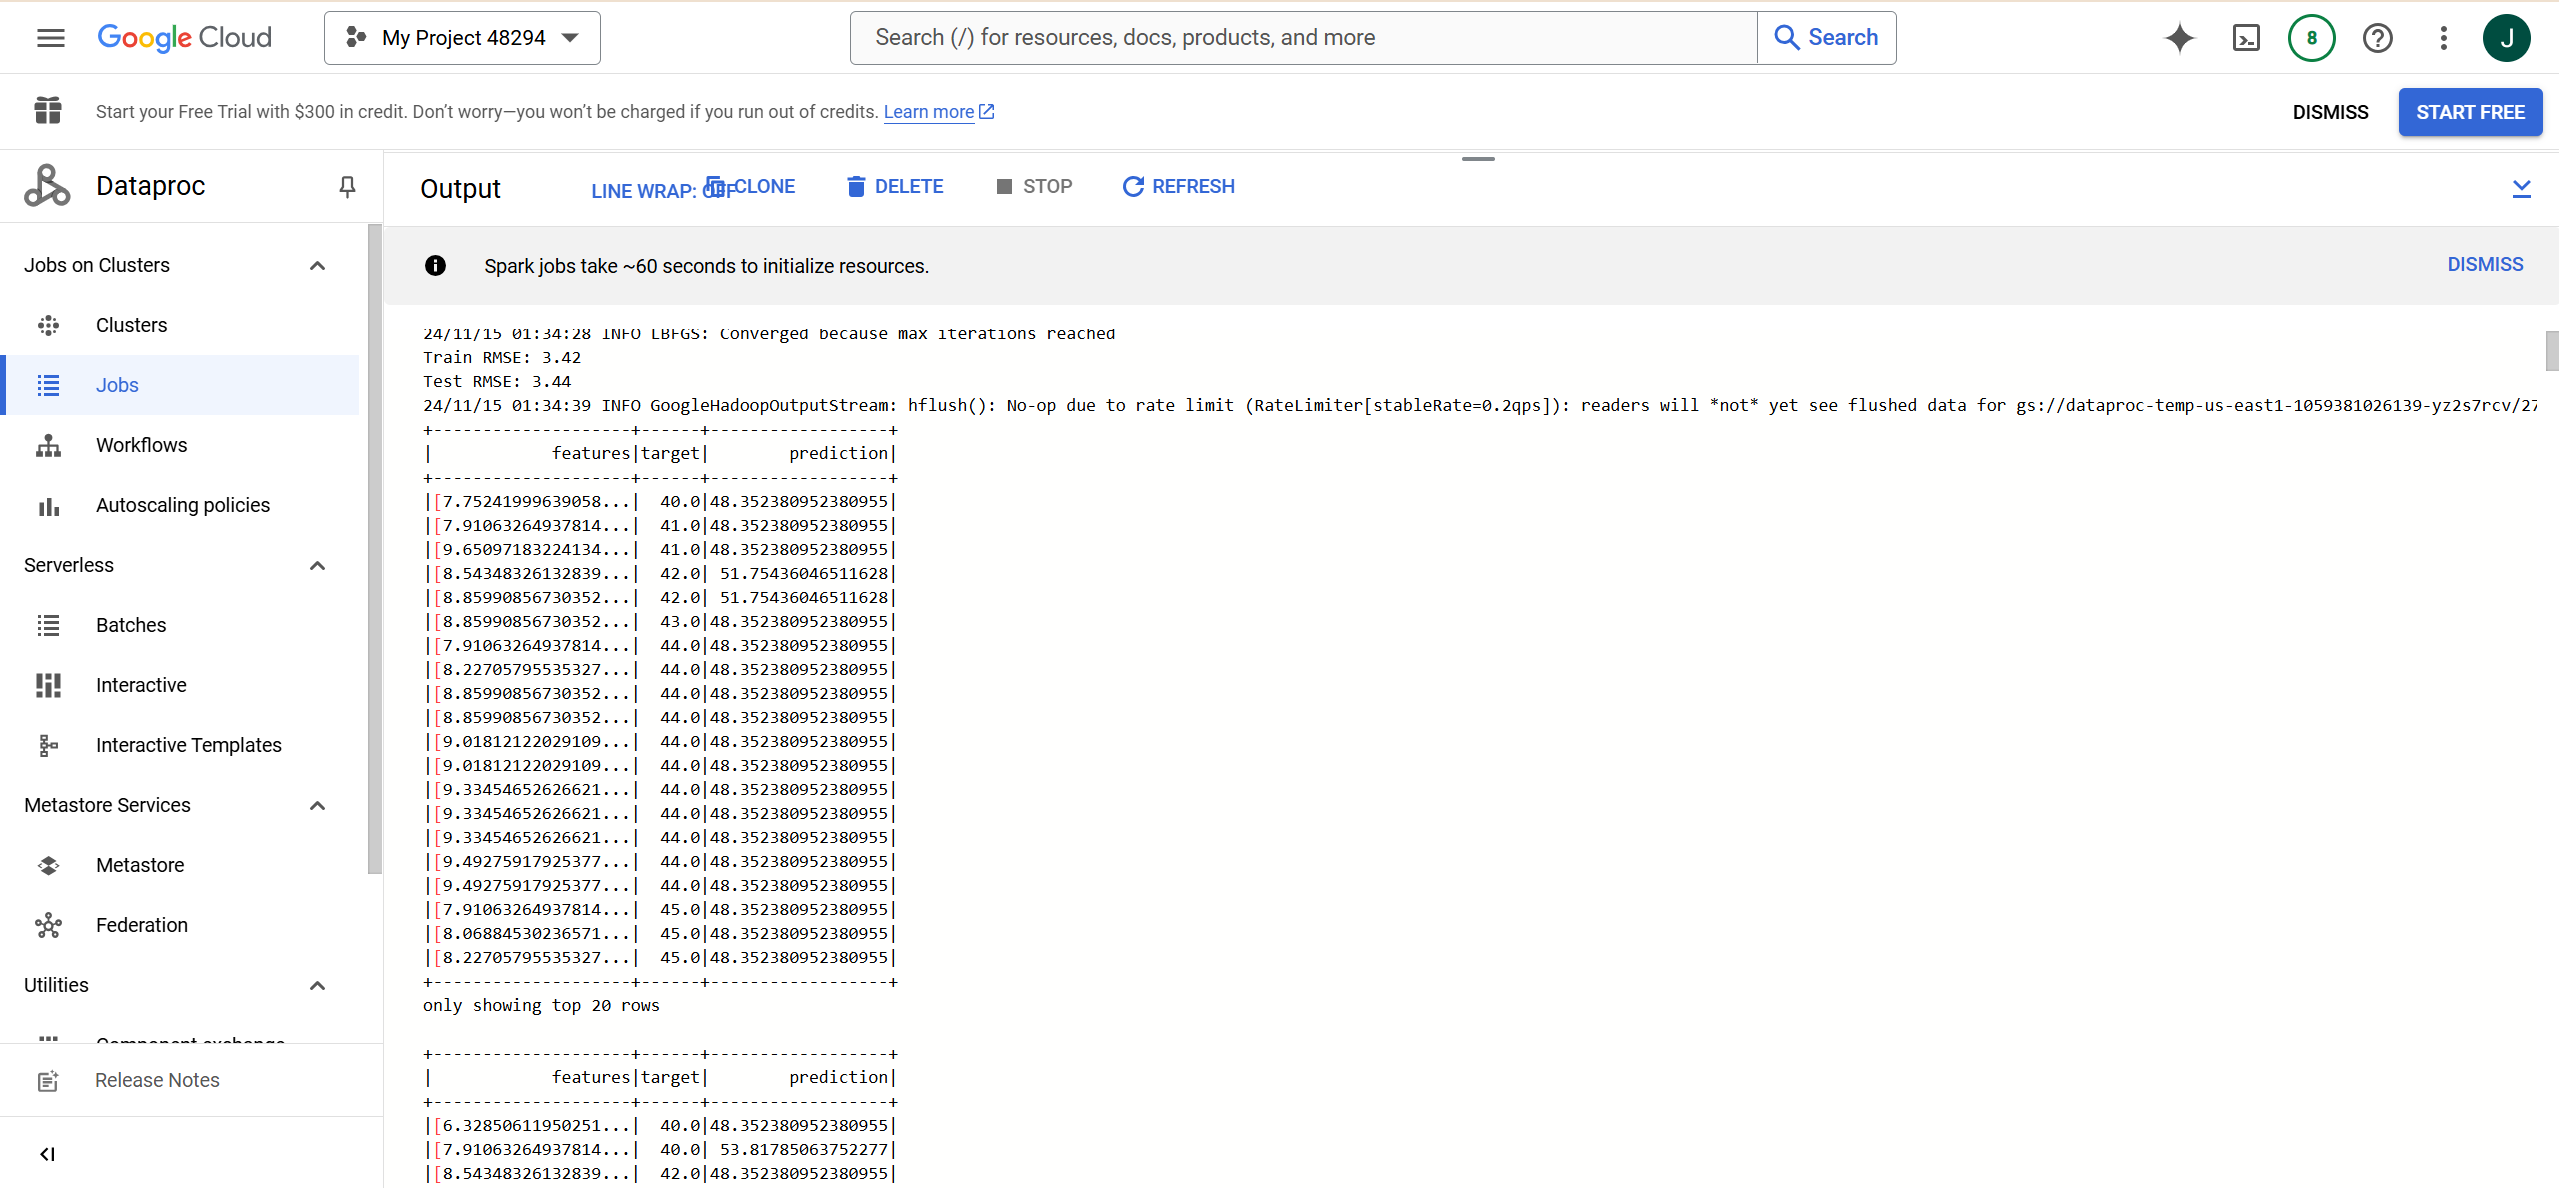 Google Cloud
My Project 48294
Search (/) for resources, docs, products, and more
Search
8
J
Start your Free Trial with $300 in credit. Don’t worry—you won’t be charged if you run out of credits. Learn more
DISMISS
START FREE
Dataproc
Jobs on Clusters
Clusters
Jobs
Workflows
Autoscaling policies
Serverless
Batches
Interactive
Interactive Templates
Metastore Services
Metastore
Federation
Utilities
Component exchange
Release Notes
Output
LINE WRAP: OFF
CLONE
DELETE
STOP
REFRESH
Spark jobs take ~60 seconds to initialize resources.
DISMISS
24/11/15 01:34:28 INFO LBFGS: Converged because max iterations reached
Train RMSE: 3.42
Test RMSE: 3.44
24/11/15 01:34:39 INFO GoogleHadoopOutputStream: hflush(): No-op due to rate limit (RateLimiter[stableRate=0.2qps]): readers will *not* yet see flushed data for gs://dataproc-temp-us-east1-1059381026139-yz2s7rcv/27
+--------------------+------+------------------+
|            features|target|        prediction|
+--------------------+------+------------------+
|[7.75241999639058...|  40.0|48.352380952380955|
|[7.91063264937814...|  41.0|48.352380952380955|
|[9.65097183224134...|  41.0|48.352380952380955|
|[8.54348326132839...|  42.0| 51.75436046511628|
|[8.85990856730352...|  42.0| 51.75436046511628|
|[8.85990856730352...|  43.0|48.352380952380955|
|[7.91063264937814...|  44.0|48.352380952380955|
|[8.22705795535327...|  44.0|48.352380952380955|
|[8.85990856730352...|  44.0|48.352380952380955|
|[8.85990856730352...|  44.0|48.352380952380955|
|[9.01812122029109...|  44.0|48.352380952380955|
|[9.01812122029109...|  44.0|48.352380952380955|
|[9.33454652626621...|  44.0|48.352380952380955|
|[9.33454652626621...|  44.0|48.352380952380955|
|[9.33454652626621...|  44.0|48.352380952380955|
|[9.49275917925377...|  44.0|48.352380952380955|
|[9.49275917925377...|  44.0|48.352380952380955|
|[7.91063264937814...|  45.0|48.352380952380955|
|[8.06884530236571...|  45.0|48.352380952380955|
|[8.22705795535327...|  45.0|48.352380952380955|
+--------------------+------+------------------+
only showing top 20 rows
+--------------------+------+------------------+
|            features|target|        prediction|
+--------------------+------+------------------+
|[6.32850611950251...|  40.0|48.352380952380955|
|[7.91063264937814...|  40.0| 53.81785063752277|
|[8.54348326132839...|  42.0|48.352380952380955|